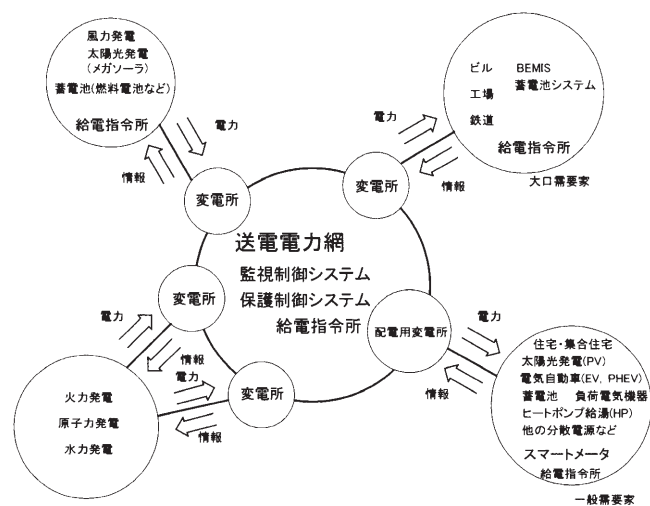 風力発電
太陽光発電
(メガソーラ)
蓄電池(燃料電池など)
給電指令所
電力
情報
変電所
ビル BEMIS
蓄電池システム
工場
鉄道
給電指令所
大口需要家
電力
情報
変電所
送電電力網
監視制御システム
保護制御システム
給電指令所
変電所
電力
情報
電力
情報
変電所
火力発電
原子力発電
水力発電
配電用変電所
電力
情報
住宅・集合住宅
太陽光発電(PV)
電気自動車(EV, PHEV)
蓄電池 負荷電気機器
ヒートポンプ給湯(HP)
他の分散電源など
スマートメータ
給電指令所
一般需要家